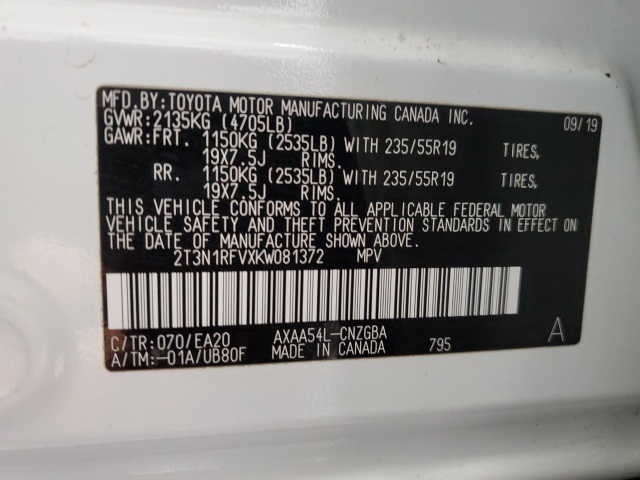 MFD.BY:TOYOTA MOTOR MANUFACTURING CANADA INC. 09/19
GVWR:2135KG (4705LB)
GAWR:FRT. 1150KG (2535LB) WITH 235/55R19 TIRES,
19X7.5J RIMS.
RR. 1150KG (2535LB) WITH 235/55R19 TIRES,
19X7.5J RIMS.
THIS VEHICLE CONFORMS TO ALL APPLICABLE FEDERAL MOTOR
VEHICLE SAFETY AND THEFT PREVENTION STANDARDS IN EFFECT ON
THE DATE OF MANUFACTURE SHOWN ABOVE.
2T3N1RFVXKW081372 MPV
C/TR:070/EA20 AXAA54L-CNZGBA A
A/TM:-01A/UB80F MADE IN CANADA 795